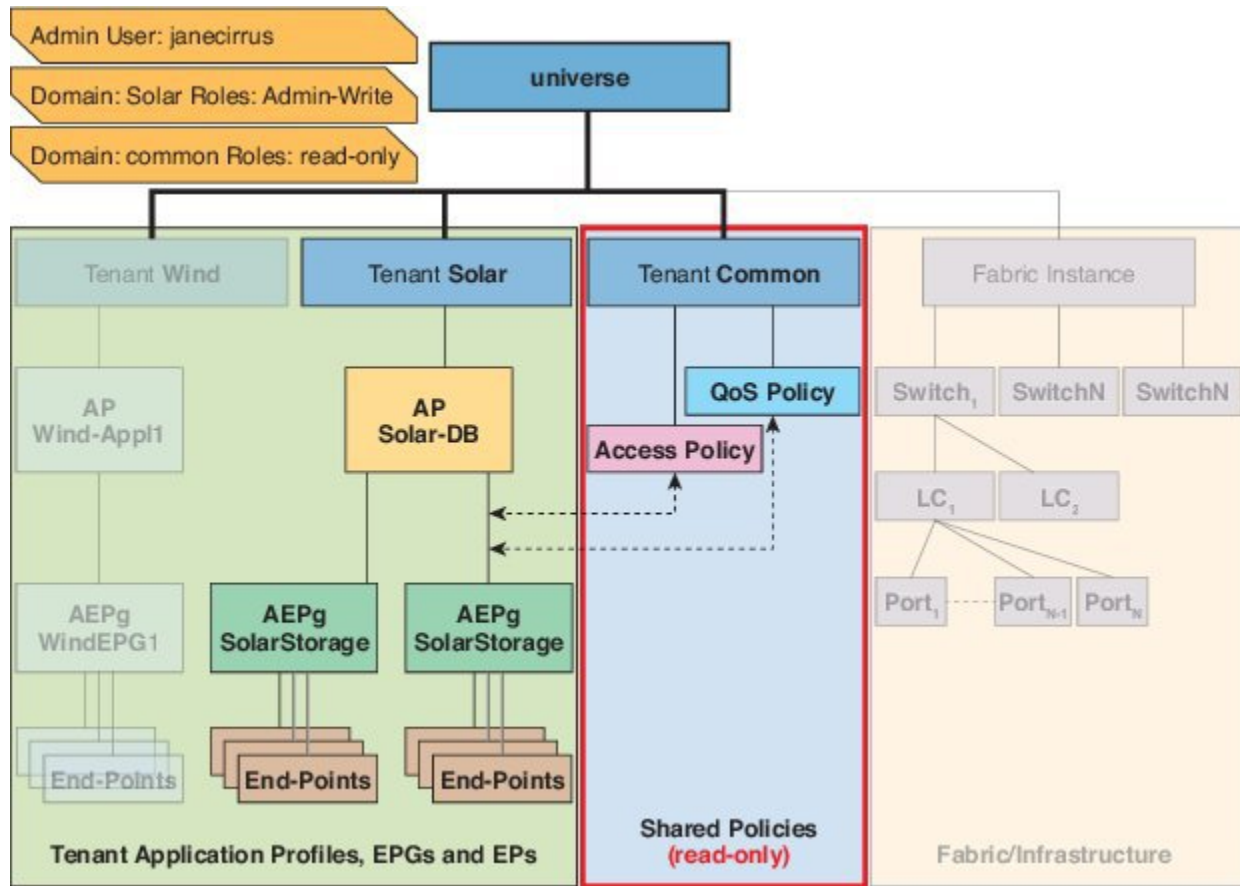 Admin User: janecirrus
Domain: Solar Roles: Admin-Write
Domain: common Roles: read-only
universe
Tenant Wind
Tenant Solar
Tenant Common
Fabric Instance
AP
Wind-Appl1
AP
Solar-DB
QoS Policy
Access Policy
Switch1
SwitchN
SwitchN
LC1
LC2
AEPg
WindEPG1
AEPg
SolarStorage
AEPg
SolarStorage
Port1
PortN-1
PortN
End-Points
End-Points
End-Points
Tenant Application Profiles, EPGs and EPs
Shared Policies
(read-only)
Fabric/Infrastructure